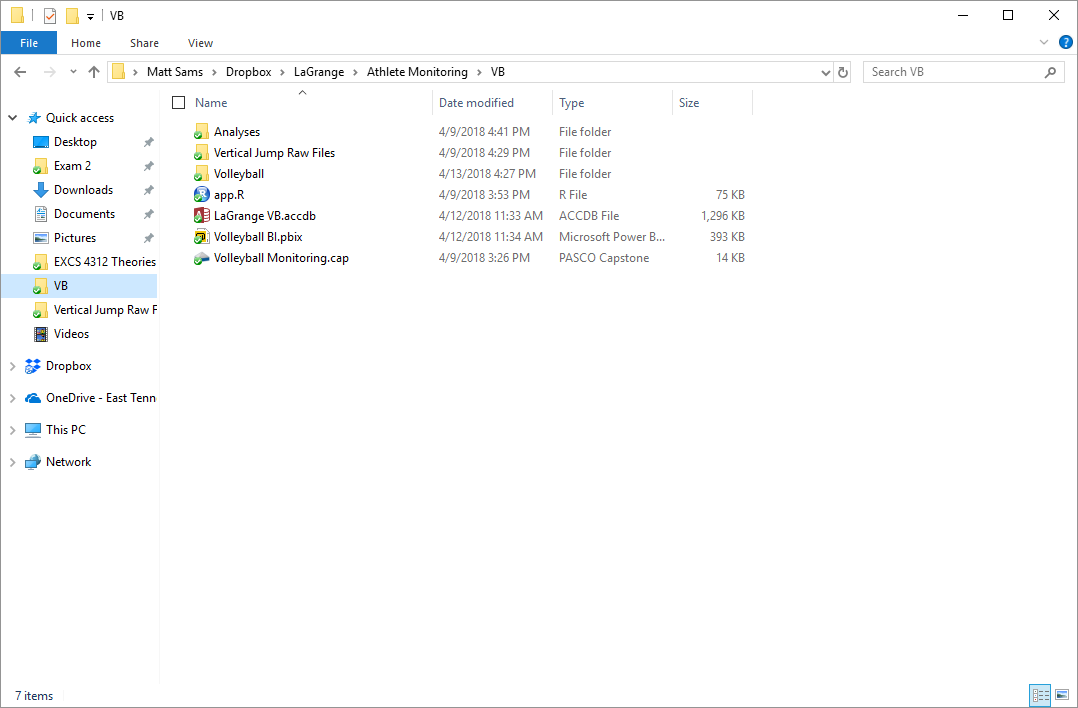 VB
File Home Share View
Matt Sams Dropbox LaGrange Athlete Monitoring VB Search VB
Name Date modified Type Size
Quick access
Desktop
Exam 2
Downloads
Documents
Pictures
EXCS 4312 Theories
VB
Vertical Jump Raw F
Videos
Dropbox
OneDrive - East Tenn
This PC
Network
Analyses 4/9/2018 4:41 PM File folder
Vertical Jump Raw Files 4/9/2018 4:29 PM File folder
Volleyball 4/13/2018 4:27 PM File folder
app.R 4/9/2018 3:53 PM R File 75 KB
LaGrange VB.accdb 4/12/2018 11:33 AM ACCDB File 1,296 KB
Volleyball BI.pbix 4/12/2018 11:34 AM Microsoft Power B... 393 KB
Volleyball Monitoring.cap 4/9/2018 3:26 PM PASCO Capstone 14 KB
7 items